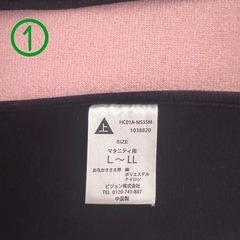 ①
上
HC01A-NS35M
1038820
SIZE
マタニティ用
L〜LL
おなかささえ帯
綿
ポリエステル
ナイロン
ピジョン株式会社
TEL 0120-741-887
中国製